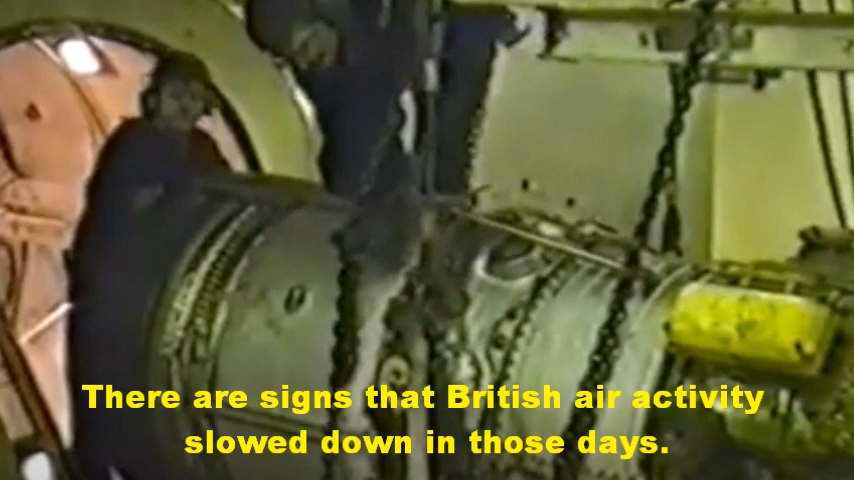 There are signs that British air activity
slowed down in those days.